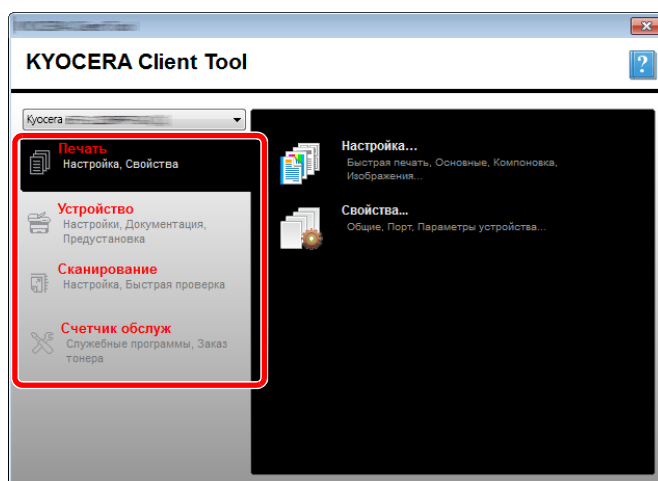 KYOCERA Client Tool
?
Kyocera
Печать
Настройка, Свойства
Устройство
Настройки, Документация,
Предустановка
Сканирование
Настройка, Быстрая проверка
Счетчик обслуж
Служебные программы, Заказ
тонера
Настройка...
Быстрая печать, Основные, Компоновка,
Изображения...
Свойства...
Общие, Порт, Параметры устройства...